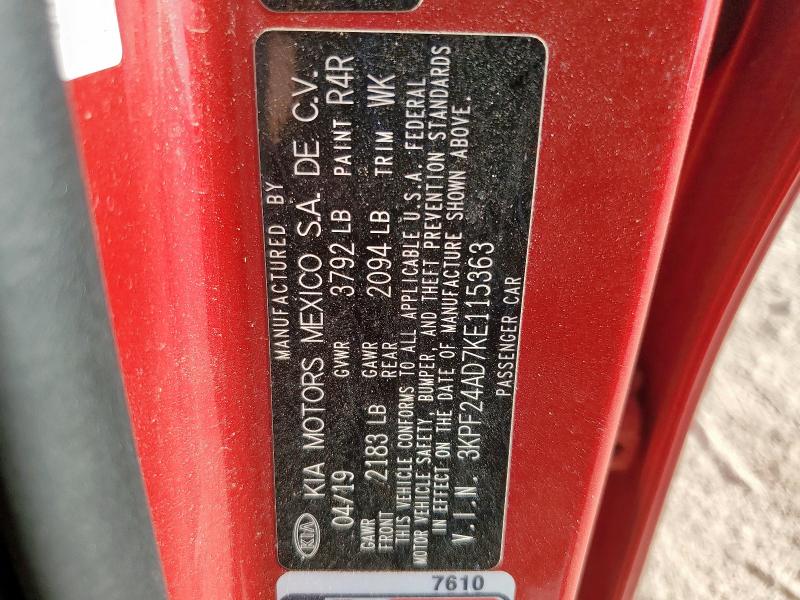 MANUFACTURED BY
KIA KIA MOTORS MEXICO S.A. DE C.V.
04/19 GVWR 3792 LB PAINT R4R
GAWR FRONT 2183 LB GAWR REAR 2094 LB TRIM WK
THIS VEHICLE CONFORMS TO ALL APPLICABLE U.S.A. FEDERAL
MOTOR VEHICLE SAFETY, BUMPER, AND THEFT PREVENTION STANDARDS
IN EFFECT ON THE DATE OF MANUFACTURE SHOWN ABOVE.
V.I.N. 3KPF24AD7KE115363
PASSENGER CAR
7610